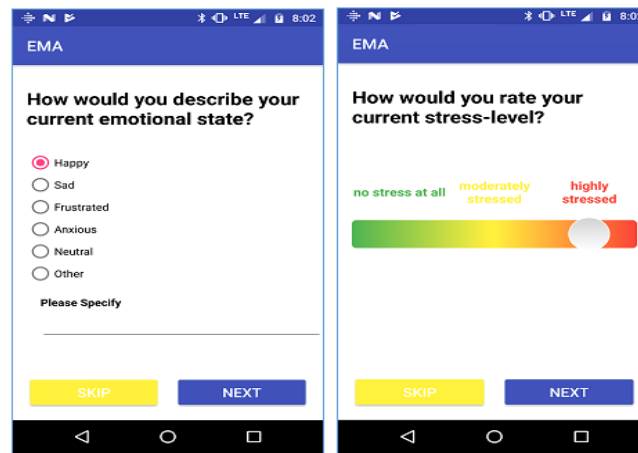 LTE 8:02
EMA
How would you describe your
current emotional state?
Happy
Sad
Frustrated
Anxious
Neutral
Other
Please Specify
SKIP NEXT
LTE 8:02
EMA
How would you rate your
current stress-level?
no stress at all
moderately
stressed
highly
stressed
SKIP NEXT